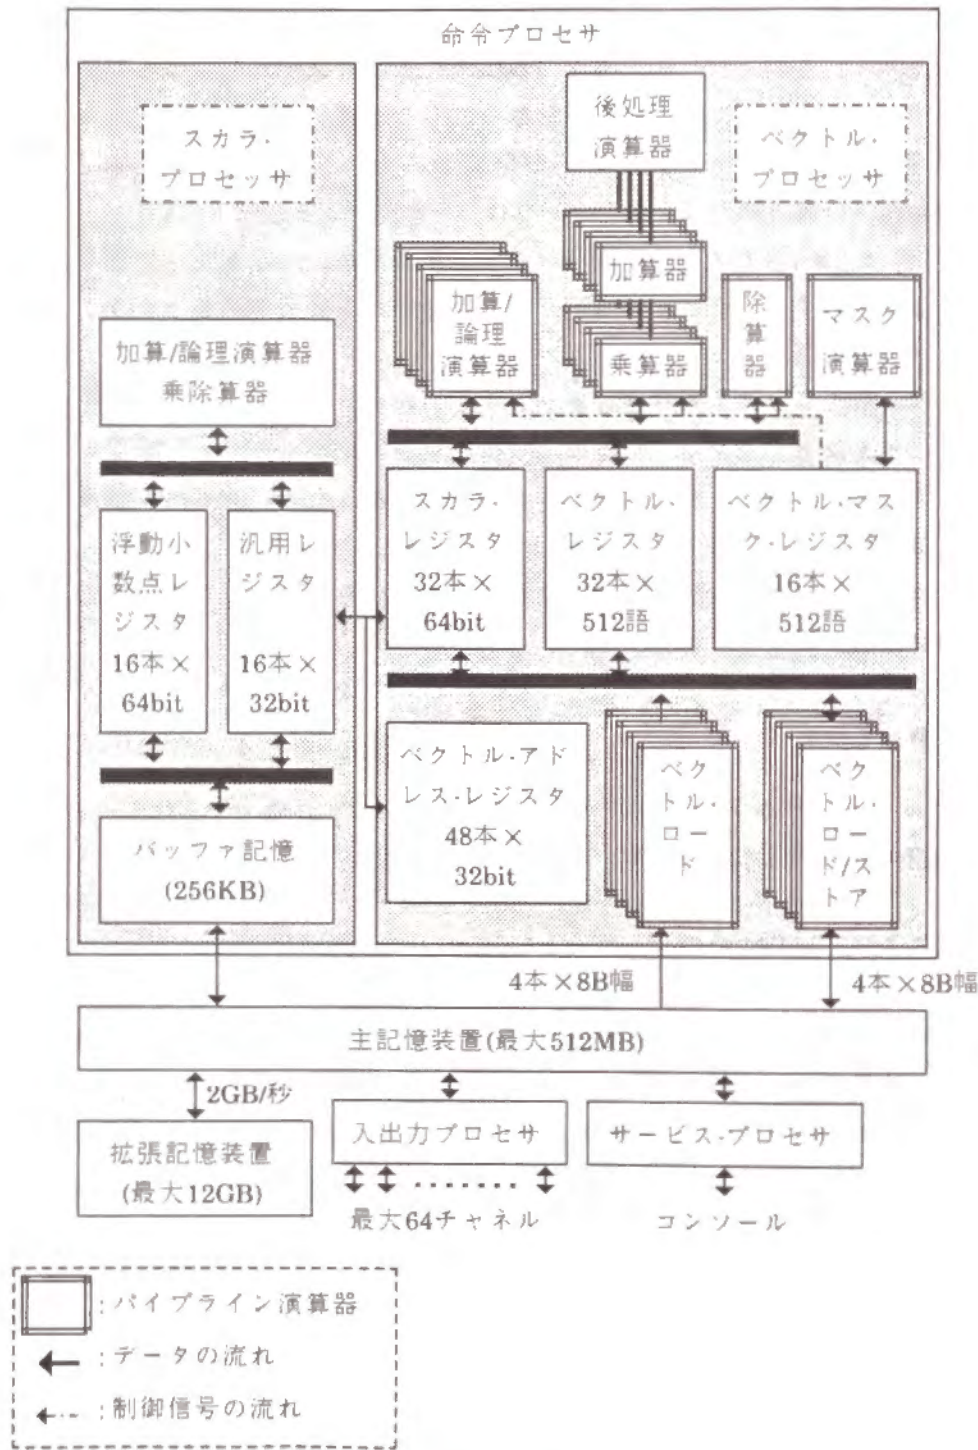 命令プロセサ
スカラ・
プロセッサ
後処理
演算器
ベクトル・
プロセッサ
加算/
論理
演算器
加算器
乗算器
除
算
器
マスク
演算器
加算/論理演算器
乗除算器
浮動小
数点レ
ジスタ
16本×
64bit
汎用レ
ジスタ
16本×
32bit
スカラ・
レジスタ
32本×
64bit
ベクトル・
レジスタ
32本×
512語
ベクトル・マス
ク・レジスタ
16本×
512語
バッファ記憶
(256KB)
ベクトル・アド
レス・レジスタ
48本×
32bit
ベク
トル・
ロー
ド
ベク
トル・
ロー
ド/ス
トア
4本×8B幅
4本×8B幅
主記憶装置(最大512MB)
2GB/秒
拡張記憶装置
(最大12GB)
入出力プロセサ
サービス・プロセサ
最大64チャネル
コンソール
:パイプライン演算器
:データの流れ
:制御信号の流れ